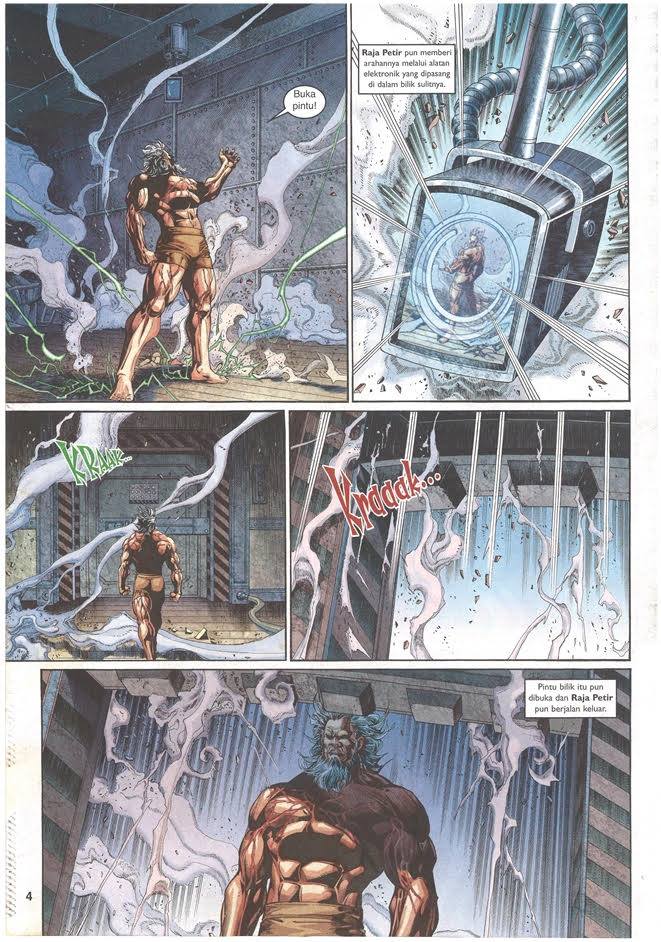 Buka
pintu!
Raja Petir pun memberi
arahannya melalui alatan
elektronik yang dipasang
di dalam bilik sulitnya.
KRAAK...
Kraaak...
Pintu bilik itu pun
dibuka dan Raja Petir
pun berjalan keluar.
4